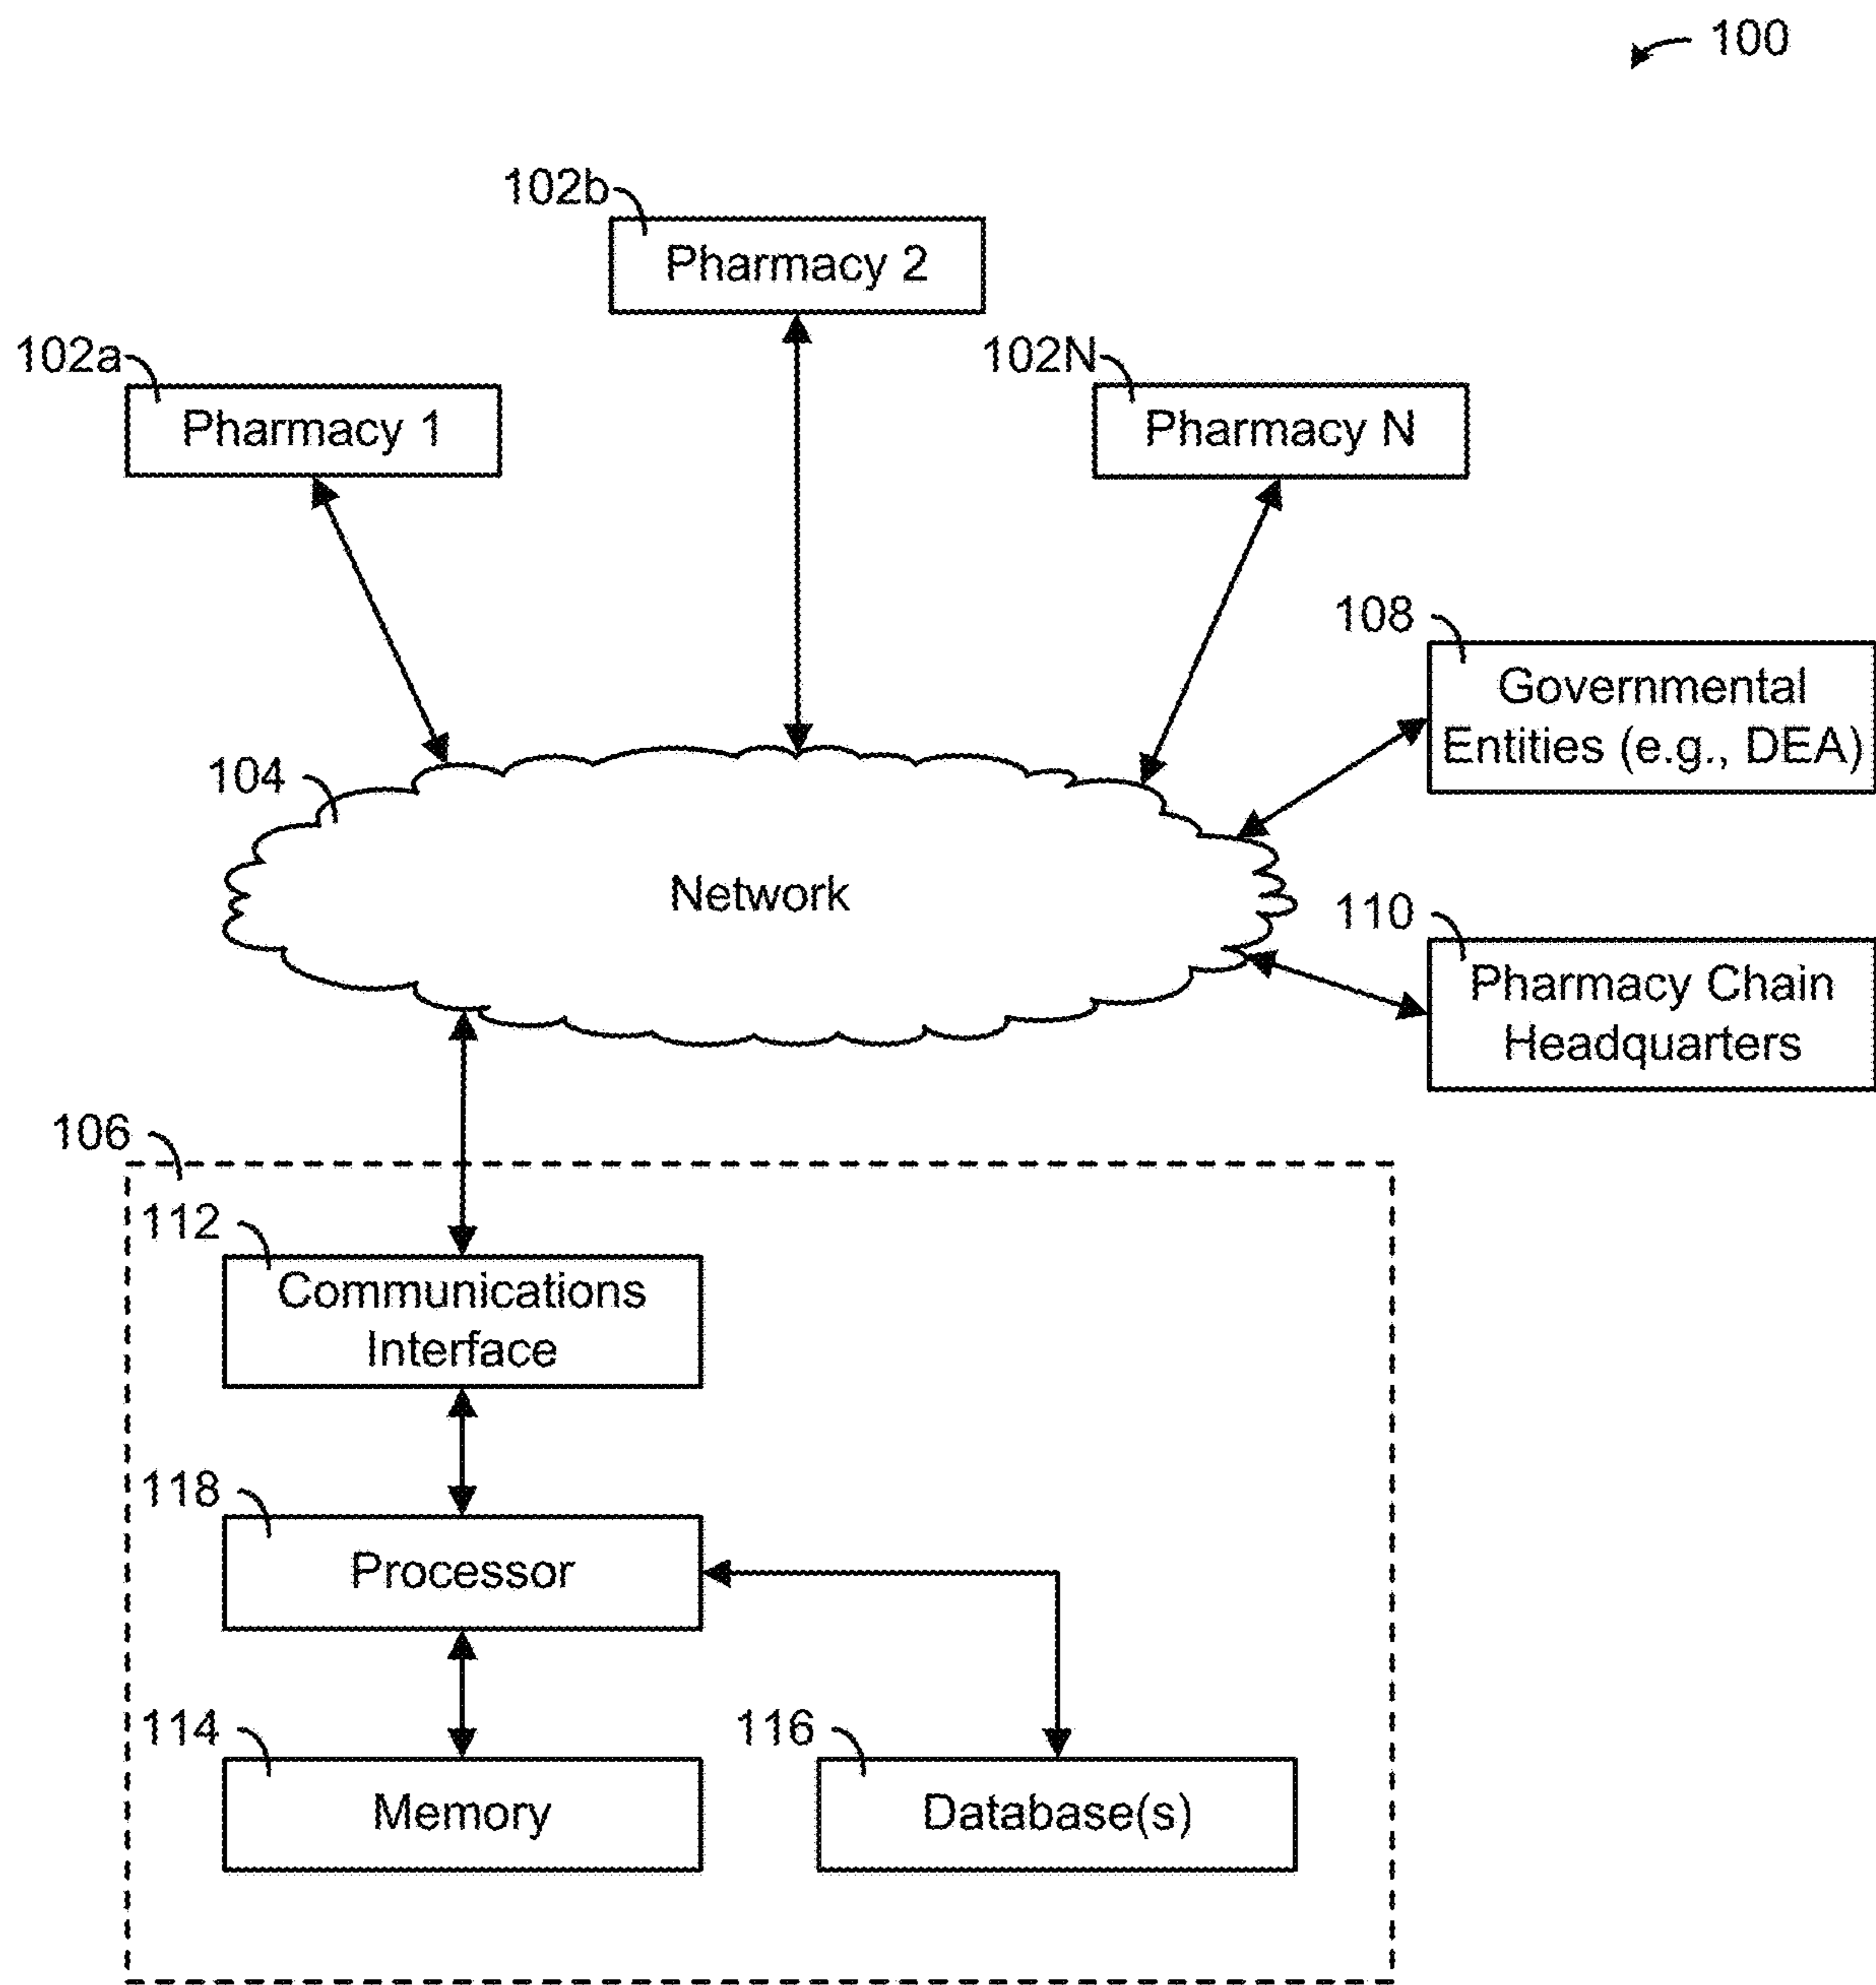 100
102b
Pharmacy 2
102a
Pharmacy 1
102N
Pharmacy N
108
Governmental
Entities (e.g., DEA)
104
Network
110
Pharmacy Chain
Headquarters
106
112
Communications
Interface
118
Processor
114
Memory
116
Database(s)